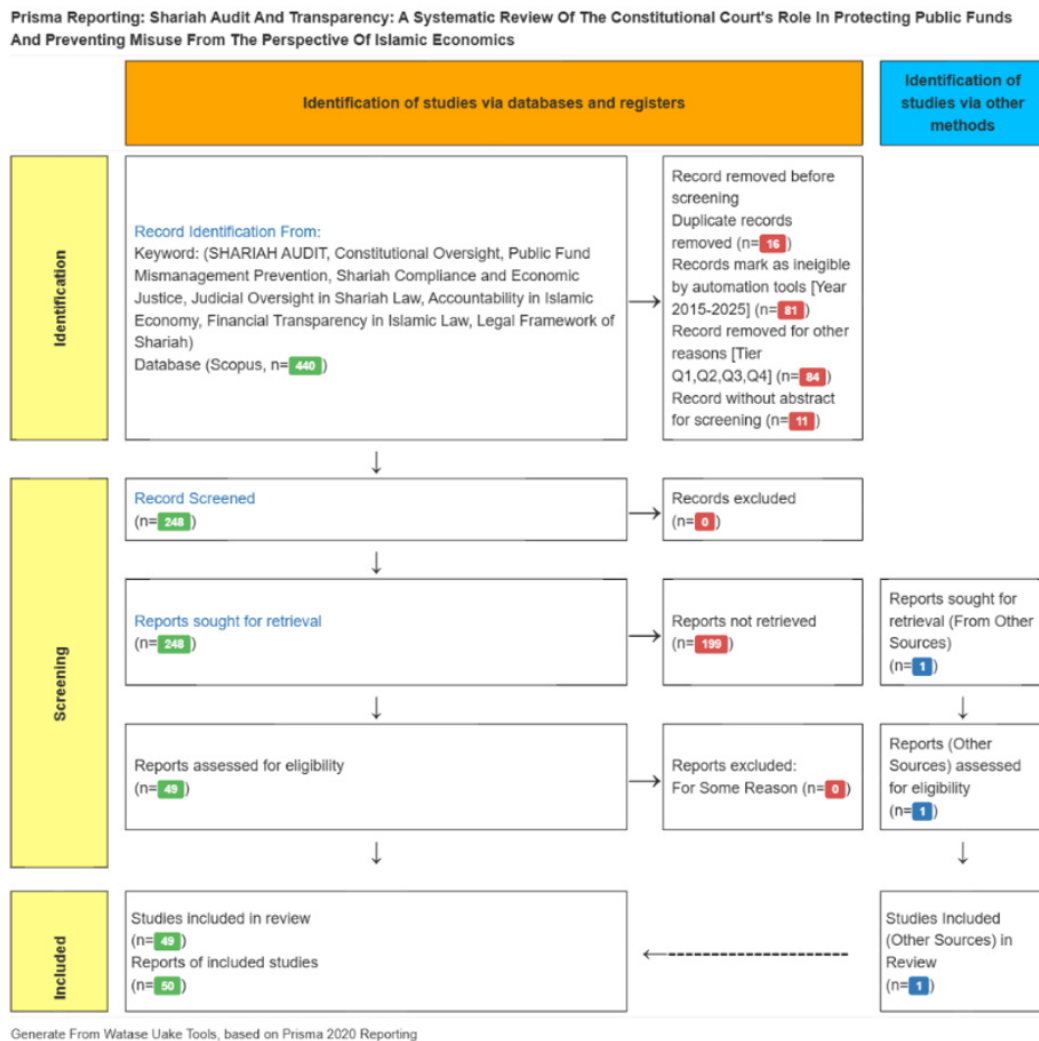 Prisma Reporting: Shariah Audit And Transparency: A Systematic Review Of The Constitutional Court's Role In Protecting Public Funds
And Preventing Misuse From The Perspective Of Islamic Economics
Identification of studies via databases and registers
Identification of
studies via other
methods
Identification
Record Identification From:
Keyword: (SHARIAH AUDIT, Constitutional Oversight, Public Fund
Mismanagement Prevention, Shariah Compliance and Economic
Justice, Judicial Oversight in Shariah Law, Accountability in Islamic
Economy, Financial Transparency in Islamic Law, Legal Framework of
Shariah)
Database (Scopus, n=440)
Record removed before
screening
Duplicate records
removed (n=16)
Records mark as ineligible
by automation tools [Year
2015-2025] (n=81)
Record removed for other
reasons [Tier
Q1,Q2,Q3,Q4] (n=84)
Record without abstract
for screening (n=11)
Screening
Record Screened
(n=248)
Records excluded
(n=0)
Reports sought for retrieval
(n=248)
Reports not retrieved
(n=199)
Reports sought for
retrieval (From Other
Sources)
(n=1)
Reports assessed for eligibility
(n=49)
Reports excluded:
For Some Reason (n=0)
Reports (Other
Sources) assessed
for eligibility
(n=1)
Included
Studies included in review
(n=49)
Reports of included studies
(n=50)
Studies Included
(Other Sources) in
Review
(n=1)
Generate From Watase Uake Tools, based on Prisma 2020 Reporting